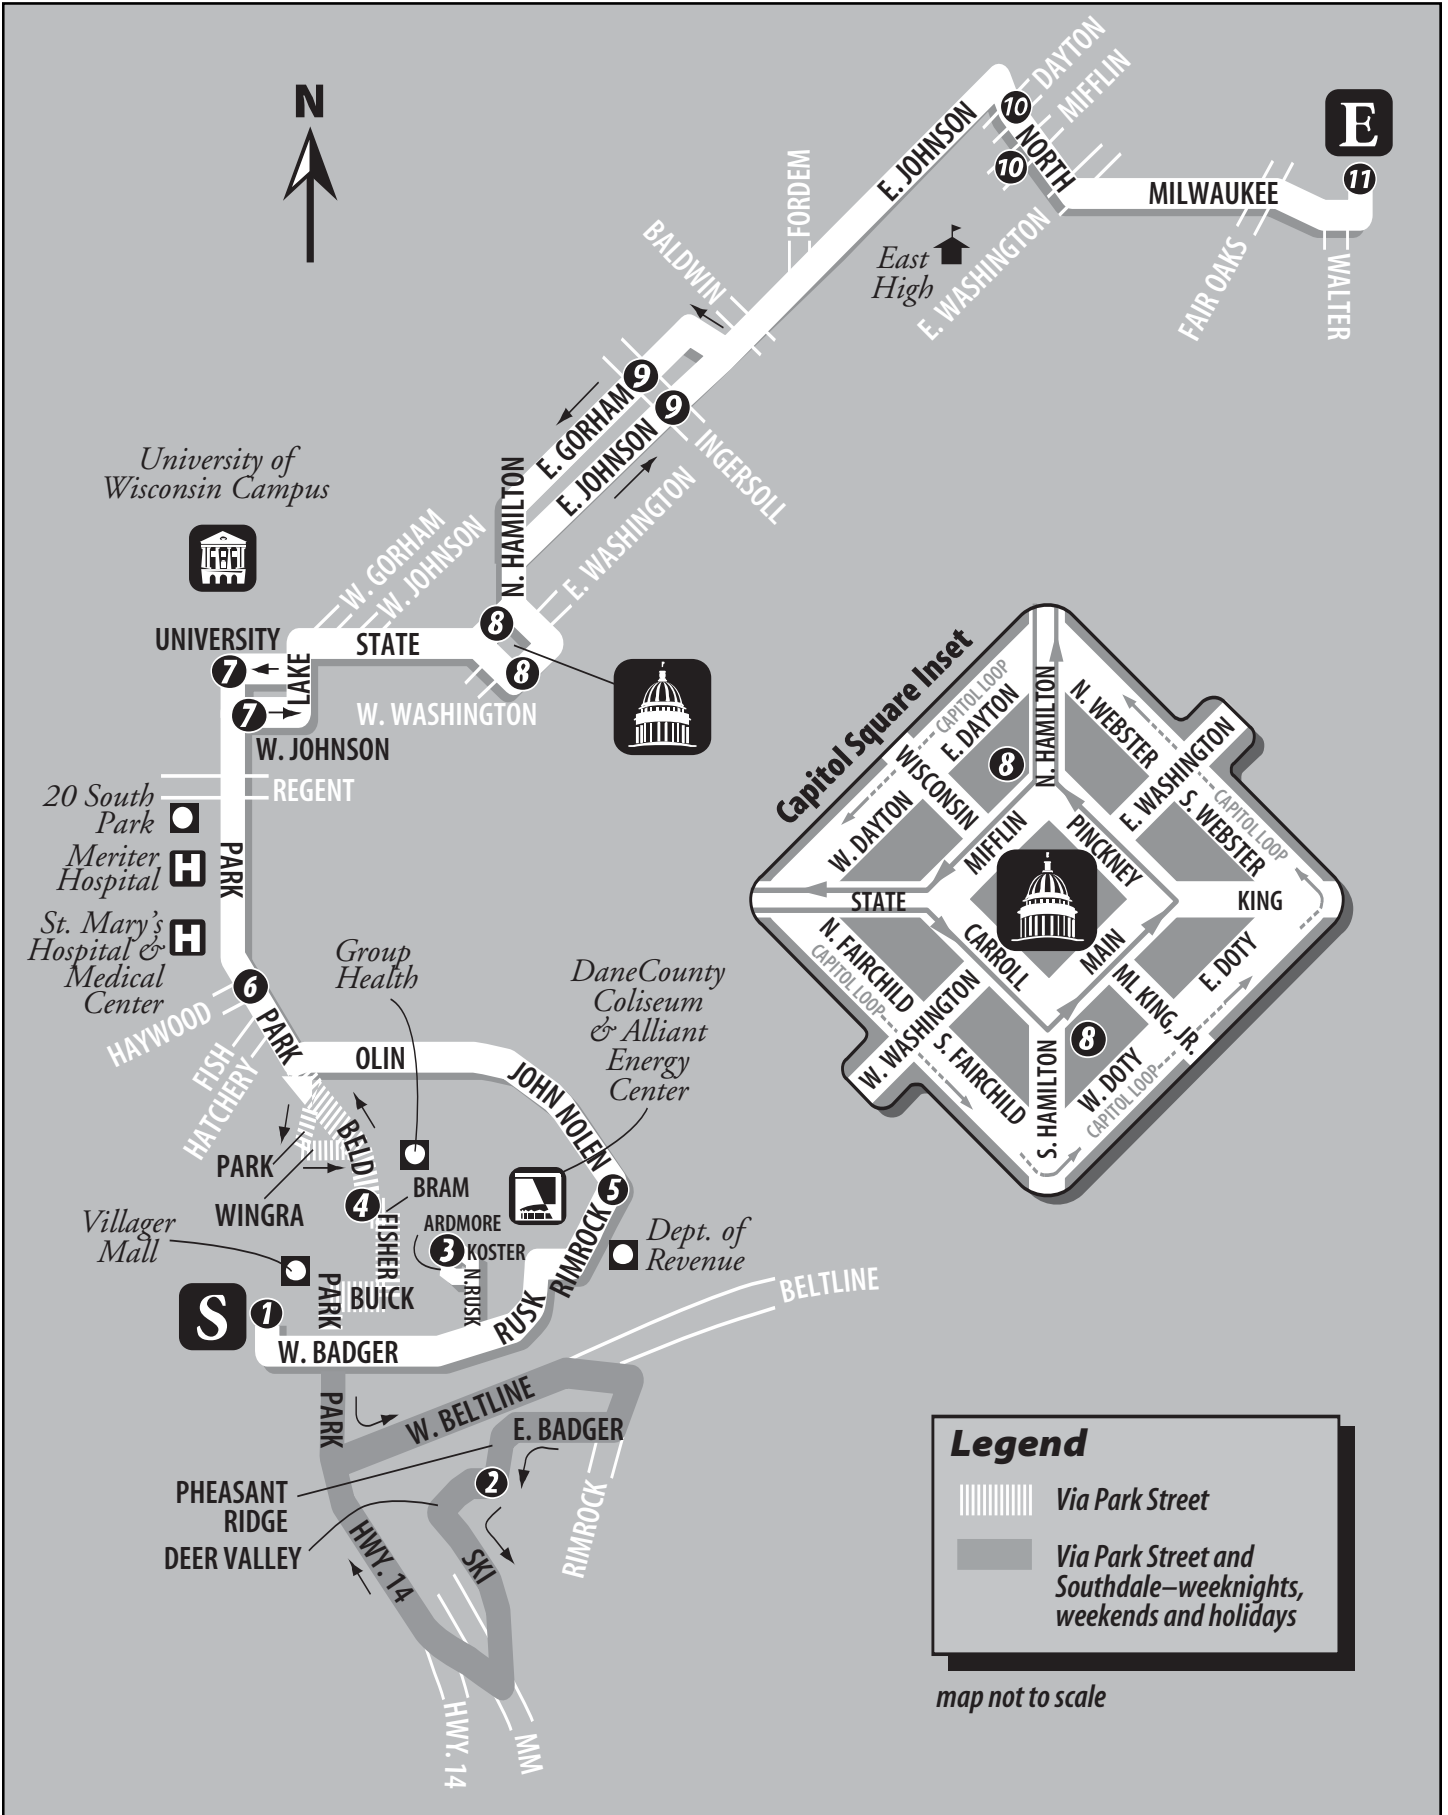 N
DAYTON
MIFFLIN
E
10
E. JOHNSON
NORTH
10
11
MILWAUKEE
FORDEM
BALDWIN
East
High
E. WASHINGTON
FAIR OAKS
WALTER
9
E. GORHAM
9
E. JOHNSON
INGERSOLL
University of
Wisconsin Campus
N. HAMILTON
E. WASHINGTON
W. GORHAM
W. JOHNSON
8
UNIVERSITY
STATE
LAKE
7
8
7
W. WASHINGTON
W. JOHNSON
REGENT
20 South
Park
Meriter
Hospital
PARK
St. Mary's
Hospital &
Medical
Center
6
HAYWOOD
PARK
FISH
HATCHERY
Group
Health
DaneCounty
Coliseum
& Alliant
Energy
Center
OLIN
JOHN NOLEN
BELD
PARK
WINGRA
4
BRAM
5
Villager
Mall
FISHER
ARDMORE
3
KOSTER
RIMROCK
Dept. of
Revenue
PARK
BUICK
N.RUSK
S
1
RUSK
W. BADGER
BELTLINE
PARK
W. BELTLINE
E. BADGER
PHEASANT
RIDGE
2
DEER VALLEY
RIMROCK
HWY. 14
SKI
HWY. 14
MM
H
H
Capitol Square Inset
CAPITOL LOOP
E. DAYTON
N. HAMILTON
N. WEBSTER
WISCONSIN
8
E. WASHINGTON
W. DAYTON
MIFFLIN
PINCKNEY
S. WEBSTER
CAPITOL LOOP
STATE
KING
N. FAIRCHILD
CAPITOL LOOP
CARROLL
MAIN
E. DOTY
W. WASHINGTON
ML KING, JR.
S. FAIRCHILD
8
S. HAMILTON
W. DOTY
CAPITOL LOOP
Legend
Via Park Street
Via Park Street and
Southdale–weeknights,
weekends and holidays
map not to scale